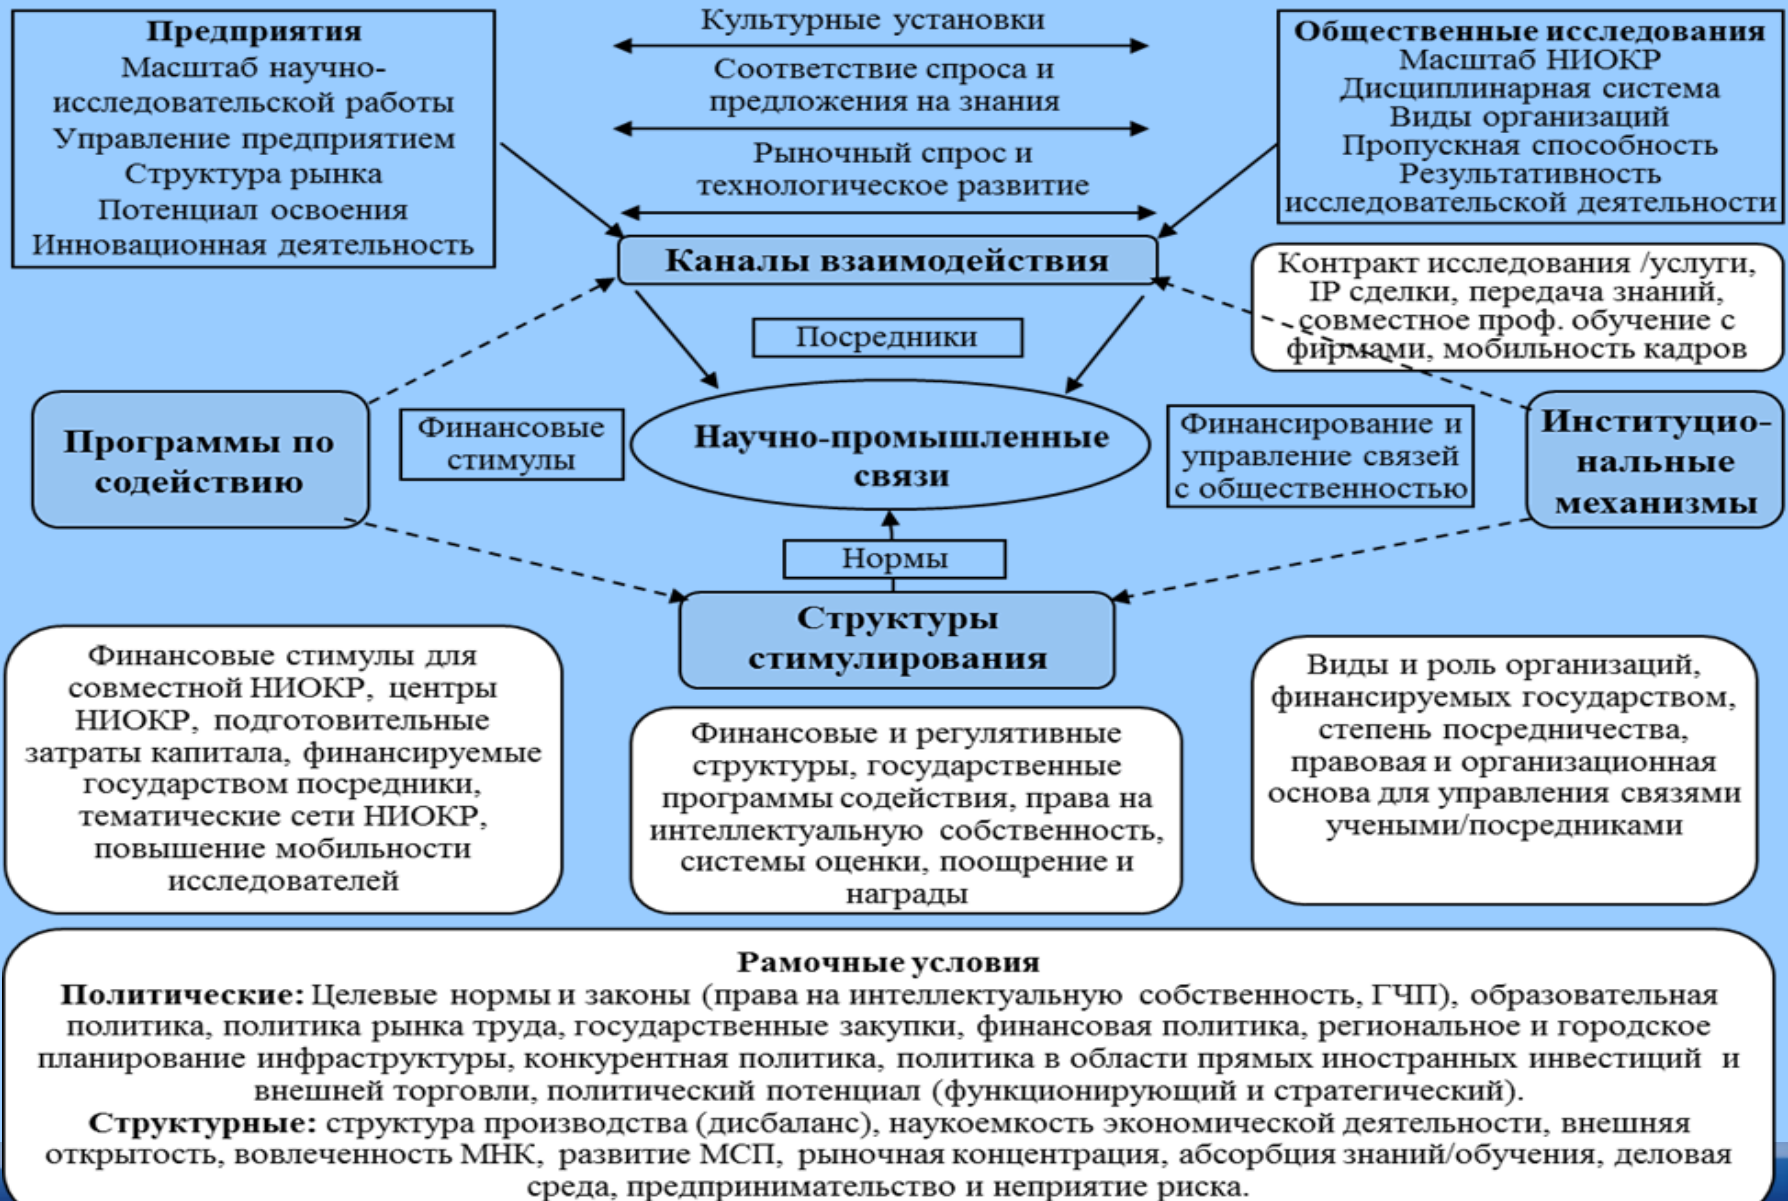 Предприятия
Масштаб научно-
исследовательской работы
Управление предприятием
Структура рынка
Потенциал освоения
Инновационная деятельность
Культурные установки
Соответствие спроса и
предложения на знания
Рыночный спрос и
технологическое развитие
Общественные исследования
Масштаб НИОКР
Дисциплинарная система
Виды организаций
Пропускная способность
Результативность
исследовательской деятельности
Каналы взаимодействия
Контракт исследования /услуги,
IP сделки, передача знаний,
совместное проф. обучение с
фирмами, мобильность кадров
Посредники
Программы по
содействию
Финансовые
стимулы
Научно-промышленные
связи
Финансирование и
управление связей
с общественностью
Институцио-
нальные
механизмы
Нормы
Структуры
стимулирования
Финансовые стимулы для
совместной НИОКР, центры
НИОКР, подготовительные
затраты капитала, финансируемые
государством посредники,
тематические сети НИОКР,
повышение мобильности
исследователей
Финансовые и регулятивные
структуры, государственные
программы содействия, права на
интеллектуальную собственность,
системы оценки, поощрение и
награды
Виды и роль организаций,
финансируемых государством,
степень посредничества,
правовая и организационная
основа для управления связями
учеными/посредниками
Рамочные условия
Политические: Целевые нормы и законы (права на интеллектуальную собственность, ГЧП), образовательная
политика, политика рынка труда, государственные закупки, финансовая политика, региональное и городское
планирование инфраструктуры, конкурентная политика, политика в области прямых иностранных инвестиций и
внешней торговли, политический потенциал (функционирующий и стратегический).
Структурные: структура производства (дисбаланс), наукоемкость экономической деятельности, внешняя
открытость, вовлеченность МНК, развитие МСП, рыночная концентрация, абсорбция знаний/обучения, деловая
среда, предпринимательство и неприятие риска.